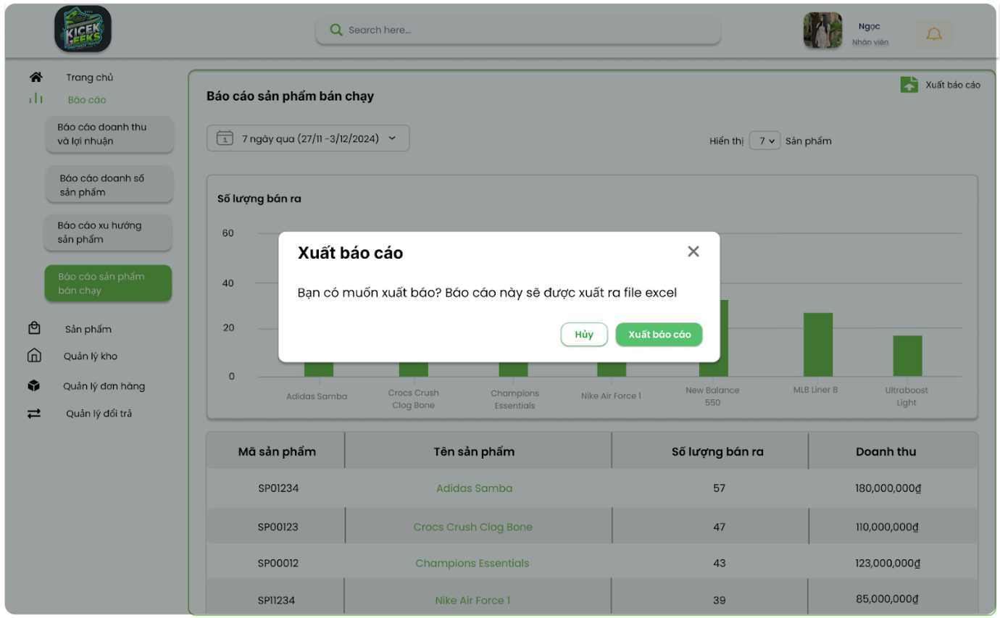 KICEK
GEEKS
Search here...
Ngọc
Nhân viên
Trang chủ
Báo cáo
Báo cáo doanh thu
và lợi nhuận
Báo cáo doanh số
sản phẩm
Báo cáo xu hướng
sản phẩm
Báo cáo sản phẩm
bán chạy
Sản phẩm
Quản lý kho
Quản lý đơn hàng
Quản lý đổi trả
Xuất báo cáo
Báo cáo sản phẩm bán chạy
1
7 ngày qua (27/11 -3/12/2024)
Hiển thị 7 Sản phẩm
Số lượng bán ra
60
40
20
0
Xuất báo cáo
Bạn có muốn xuất báo? Báo cáo này sẽ được xuất ra file excel
Hủy
Xuất báo cáo
Adidas Samba
Crocs Crush
Clog Bone
Champions
Essentials
Nike Air Force 1
New Balance
550
MLB Liner B
Ultraboost
Light
Mã sản phẩm Tên sản phẩm Số lượng bán ra Doanh thu
SP01234 Adidas Samba 57 180,000,000₫
SP00123 Crocs Crush Clog Bone 47 110,000,000₫
SP00012 Champions Essentials 43 123,000,000₫
SP11234 Nike Air Force 1 39 85,000,000₫